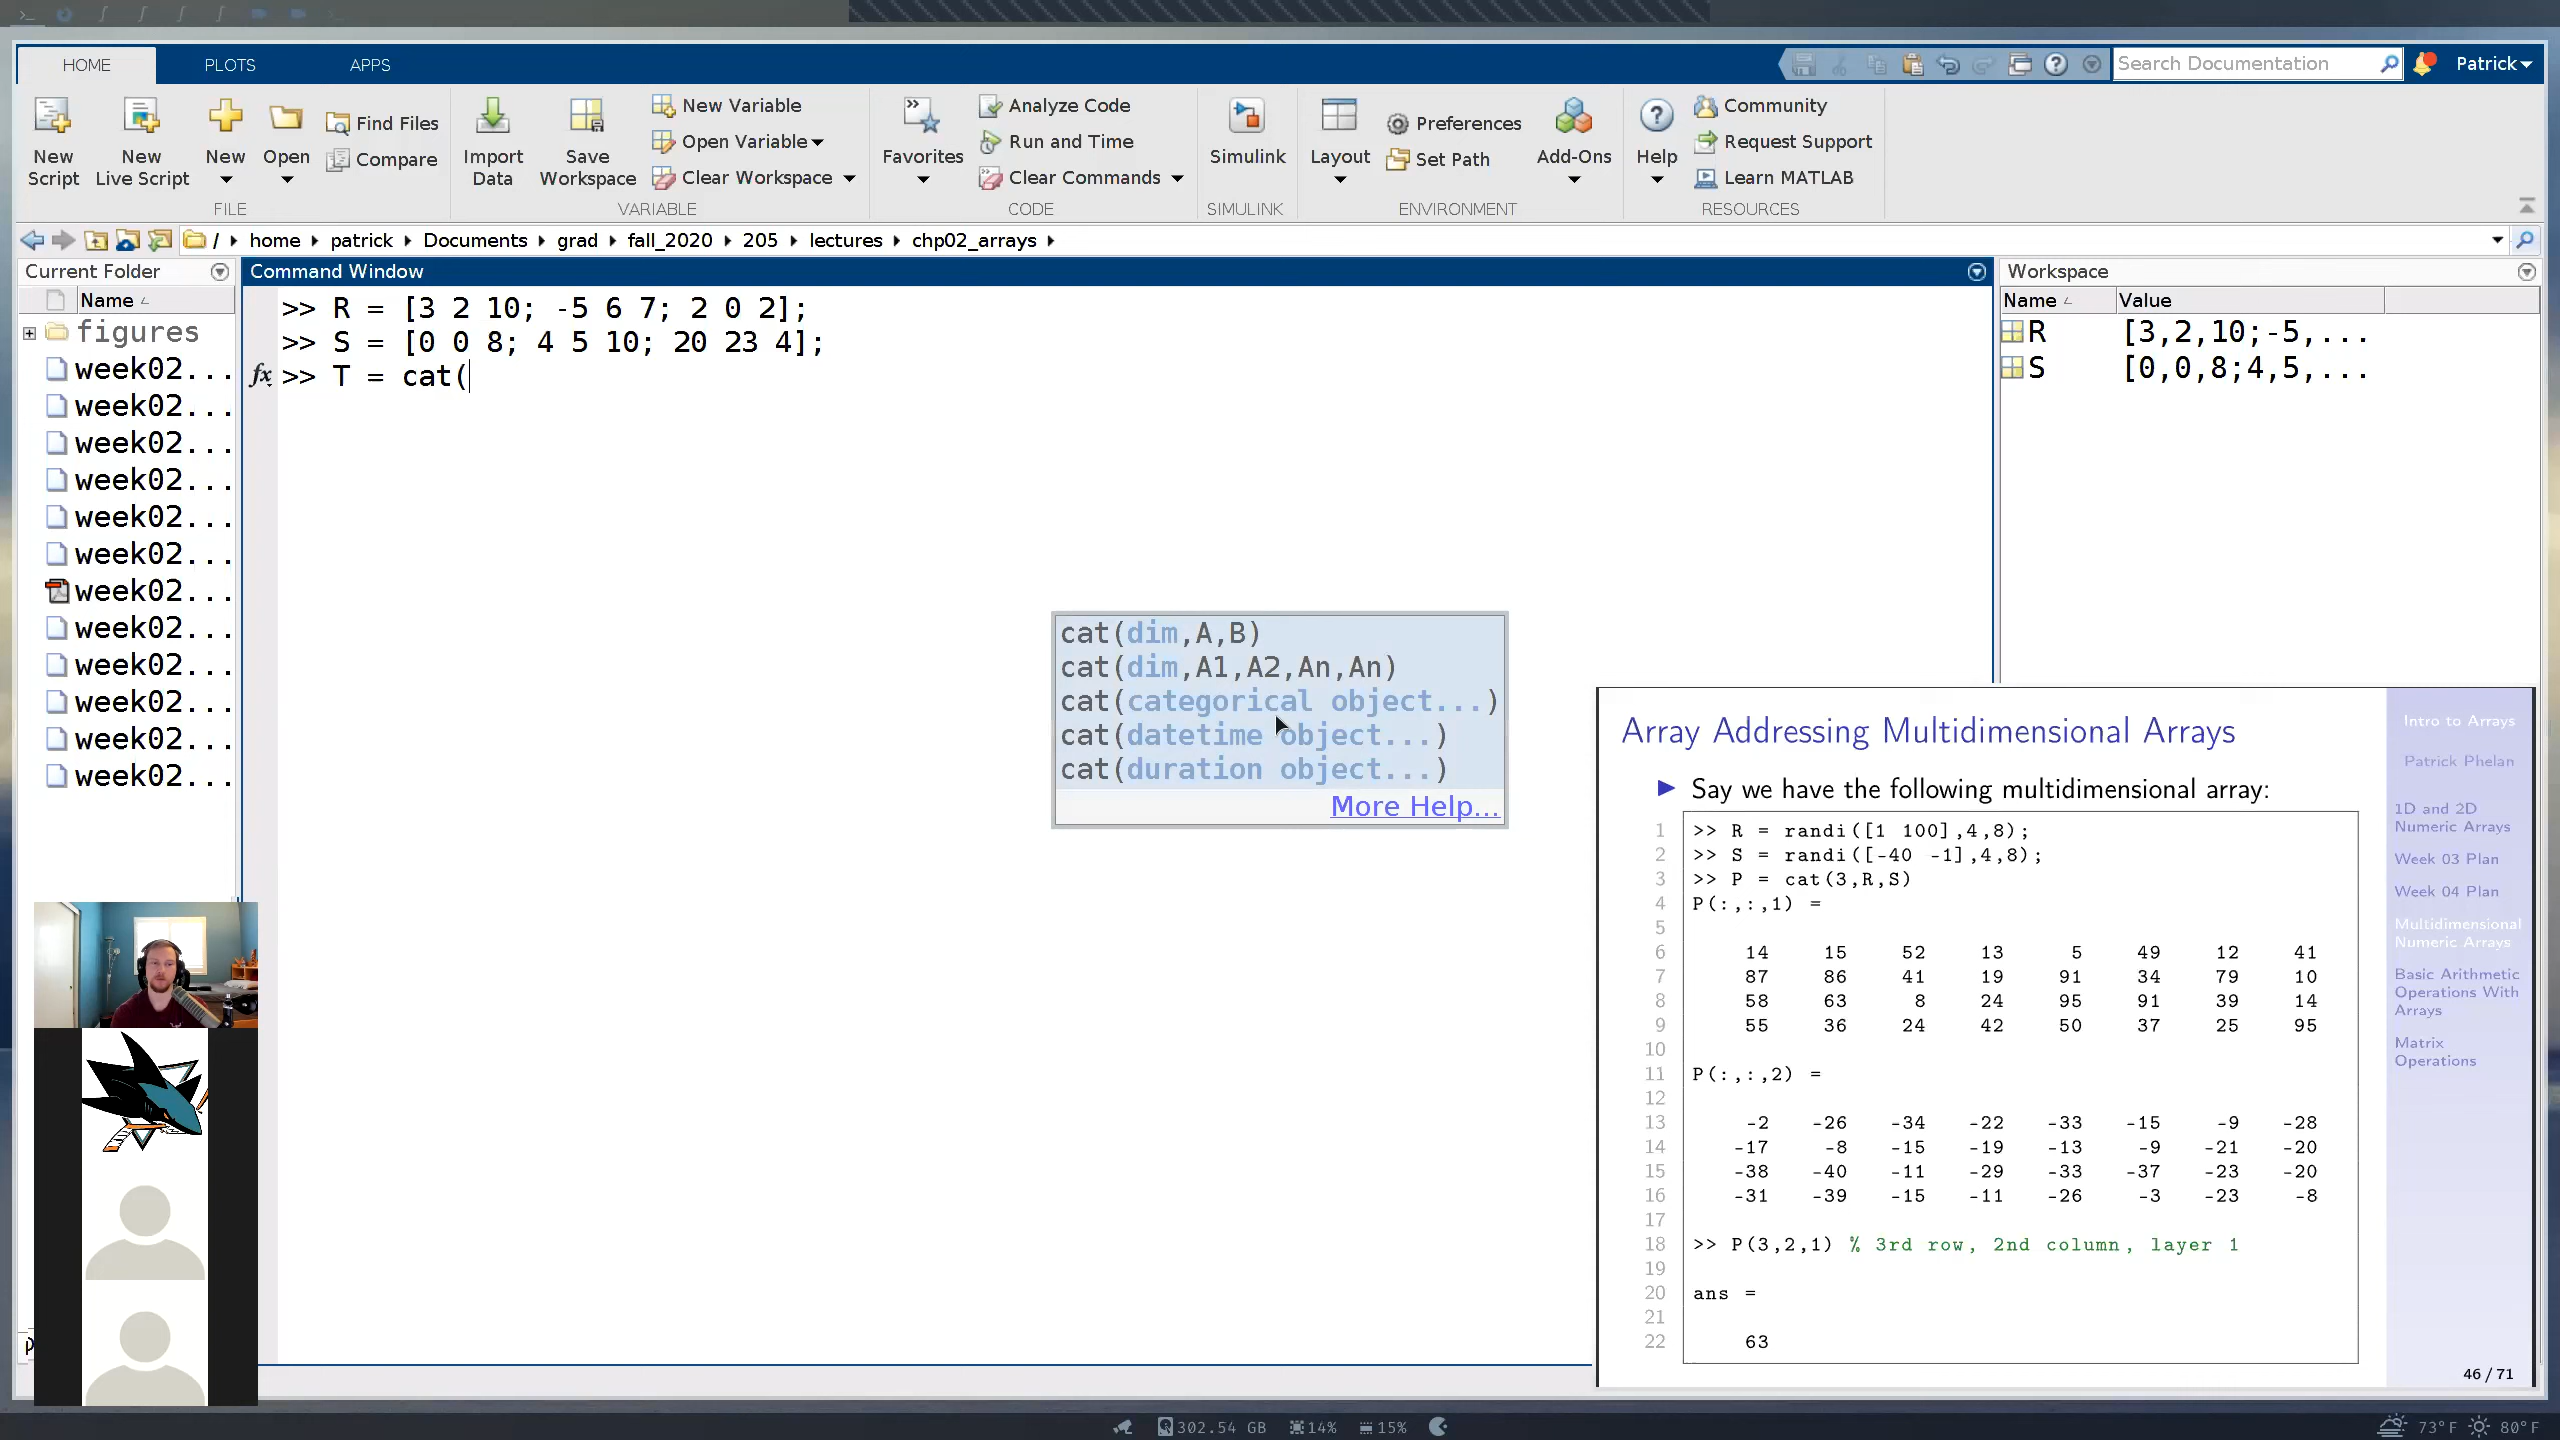 HOME
PLOTS
APPS
Search Documentation
Patrick
New Script
New Live Script
New
Open
Find Files
Compare
Import Data
Save Workspace
New Variable
Open Variable
Clear Workspace
Favorites
Analyze Code
Run and Time
Clear Commands
Simulink
Layout
Preferences
Set Path
Add-Ons
Help
Community
Request Support
Learn MATLAB
FILE
VARIABLE
CODE
SIMULINK
ENVIRONMENT
RESOURCES
/ home patrick Documents grad fall_2020 205 lectures chp02_arrays
Current Folder
Name
figures
week02...
week02...
week02...
week02...
week02...
week02...
week02...
week02...
week02...
week02...
week02...
week02...
Command Window
>> R = [3 2 10; -5 6 7; 2 0 2];
>> S = [0 0 8; 4 5 10; 20 23 4];
fx >> T = cat(
cat(dim,A,B)
cat(dim,A1,A2,An,An)
cat(categorical object...)
cat(datetime object...)
cat(duration object...)
More Help...
Workspace
Name Value
R [3,2,10;-5,...
S [0,0,8;4,5,...
Array Addressing Multidimensional Arrays
Say we have the following multidimensional array:
1 >> R = randi([1 100],4,8);
2 >> S = randi([-40 -1],4,8);
3 >> P = cat(3,R,S)
4 P(:,:,1) =
5
6 14 15 52 13 5 49 12 41
7 87 86 41 19 91 34 79 10
8 58 63 8 24 95 91 39 14
9 55 36 24 42 50 37 25 95
10
11 P(:,:,2) =
12
13 -2 -26 -34 -22 -33 -15 -9 -28
14 -17 -8 -15 -19 -13 -9 -21 -20
15 -38 -40 -11 -29 -33 -37 -23 -20
16 -31 -39 -15 -11 -26 -3 -23 -8
17
18 >> P(3,2,1) % 3rd row, 2nd column, layer 1
19
20 ans =
21
22 63
Intro to Arrays
Patrick Phelan
1D and 2D
Numeric Arrays
Week 03 Plan
Week 04 Plan
Multidimensional
Numeric Arrays
Basic Arithmetic
Operations With
Arrays
Matrix
Operations
46 / 71
302.54 GB
14%
15%
73°F
80°F